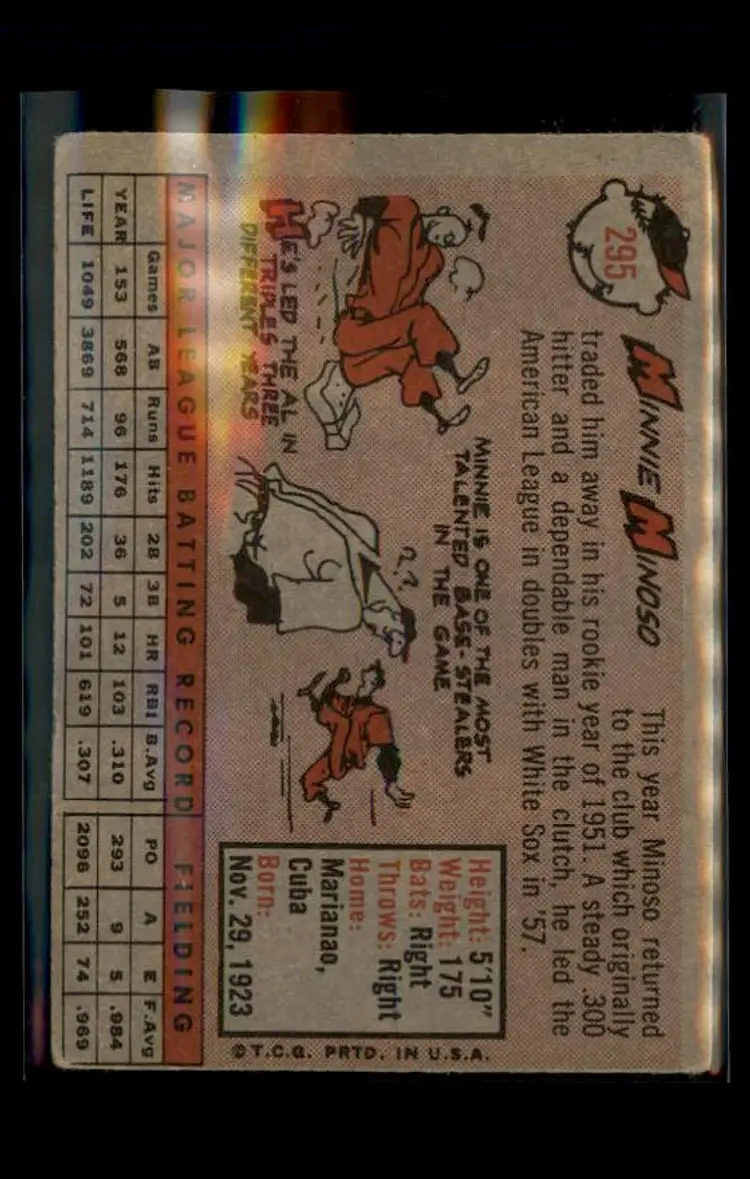 295
MINNIE MINOSO
This year Minoso returned
to the club which originally
traded him away in his rookie year of 1951. A steady .300
hitter and a dependable man in the clutch, he led the
American League in doubles with White Sox in '57.
HE'S LED THE AL IN
TRIPLES THREE
DIFFERENT YEARS
MINNIE IS ONE OF THE MOST
TALENTED BASE-STEALERS
IN THE GAME
??
Height: 5'10"
Weight: 175
Bats: Right
Throws: Right
Home:
Marianao,
Cuba
Born:
Nov. 29, 1923
©T.C.G. PRTD. IN U.S.A.
MAJOR LEAGUE BATTING RECORD FIELDING
Games AB Runs Hits 2B 3B HR RBI B.Avg PO A E F.Avg
YEAR 153 568 96 176 36 5 12 103 .310 293 9 5 .984
LIFE 1049 3869 714 1189 202 72 101 619 .307 2096 252 74 .969